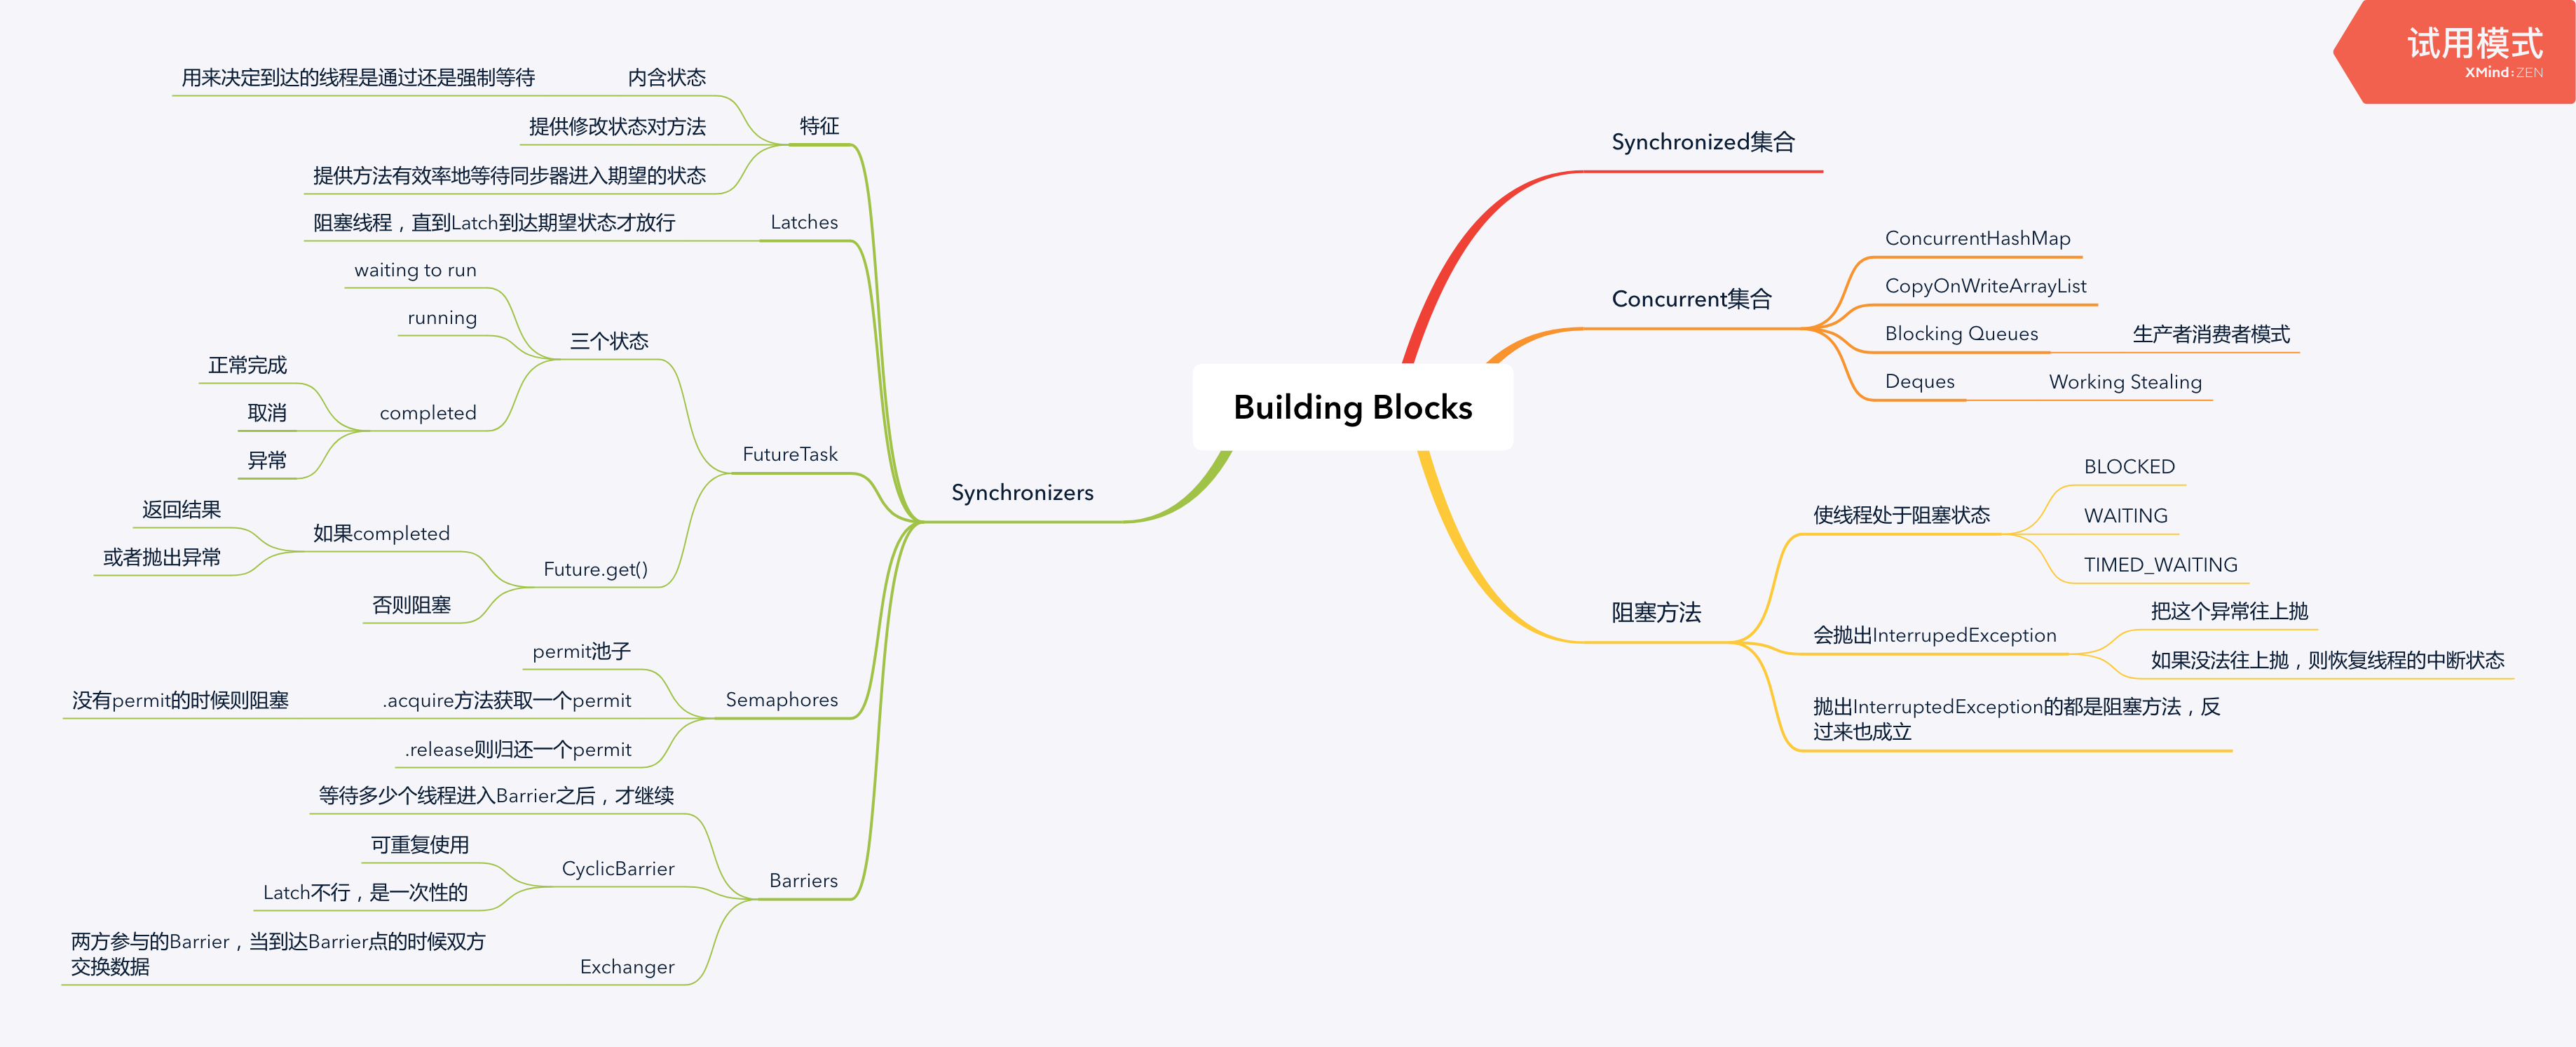 试用模式
XMind:ZEN
Building Blocks
Synchronized集合
Concurrent集合
ConcurrentHashMap
CopyOnWriteArrayList
Blocking Queues
生产者消费者模式
Deques
Working Stealing
阻塞方法
使线程处于阻塞状态
BLOCKED
WAITING
TIMED_WAITING
会抛出InterrupedException
把这个异常往上抛
如果没法往上抛，则恢复线程的中断状态
抛出InterruptedException的都是阻塞方法，反
过来也成立
Synchronizers
特征
内含状态
用来决定到达的线程是通过还是强制等待
提供修改状态对方法
提供方法有效率地等待同步器进入期望的状态
Latches
阻塞线程，直到Latch到达期望状态才放行
FutureTask
三个状态
waiting to run
running
completed
正常完成
取消
异常
Future.get()
如果completed
返回结果
或者抛出异常
否则阻塞
Semaphores
permit池子
.acquire方法获取一个permit
没有permit的时候则阻塞
.release则归还一个permit
Barriers
等待多少个线程进入Barrier之后，才继续
CyclicBarrier
可重复使用
Latch不行，是一次性的
Exchanger
两方参与的Barrier，当到达Barrier点的时候双方
交换数据